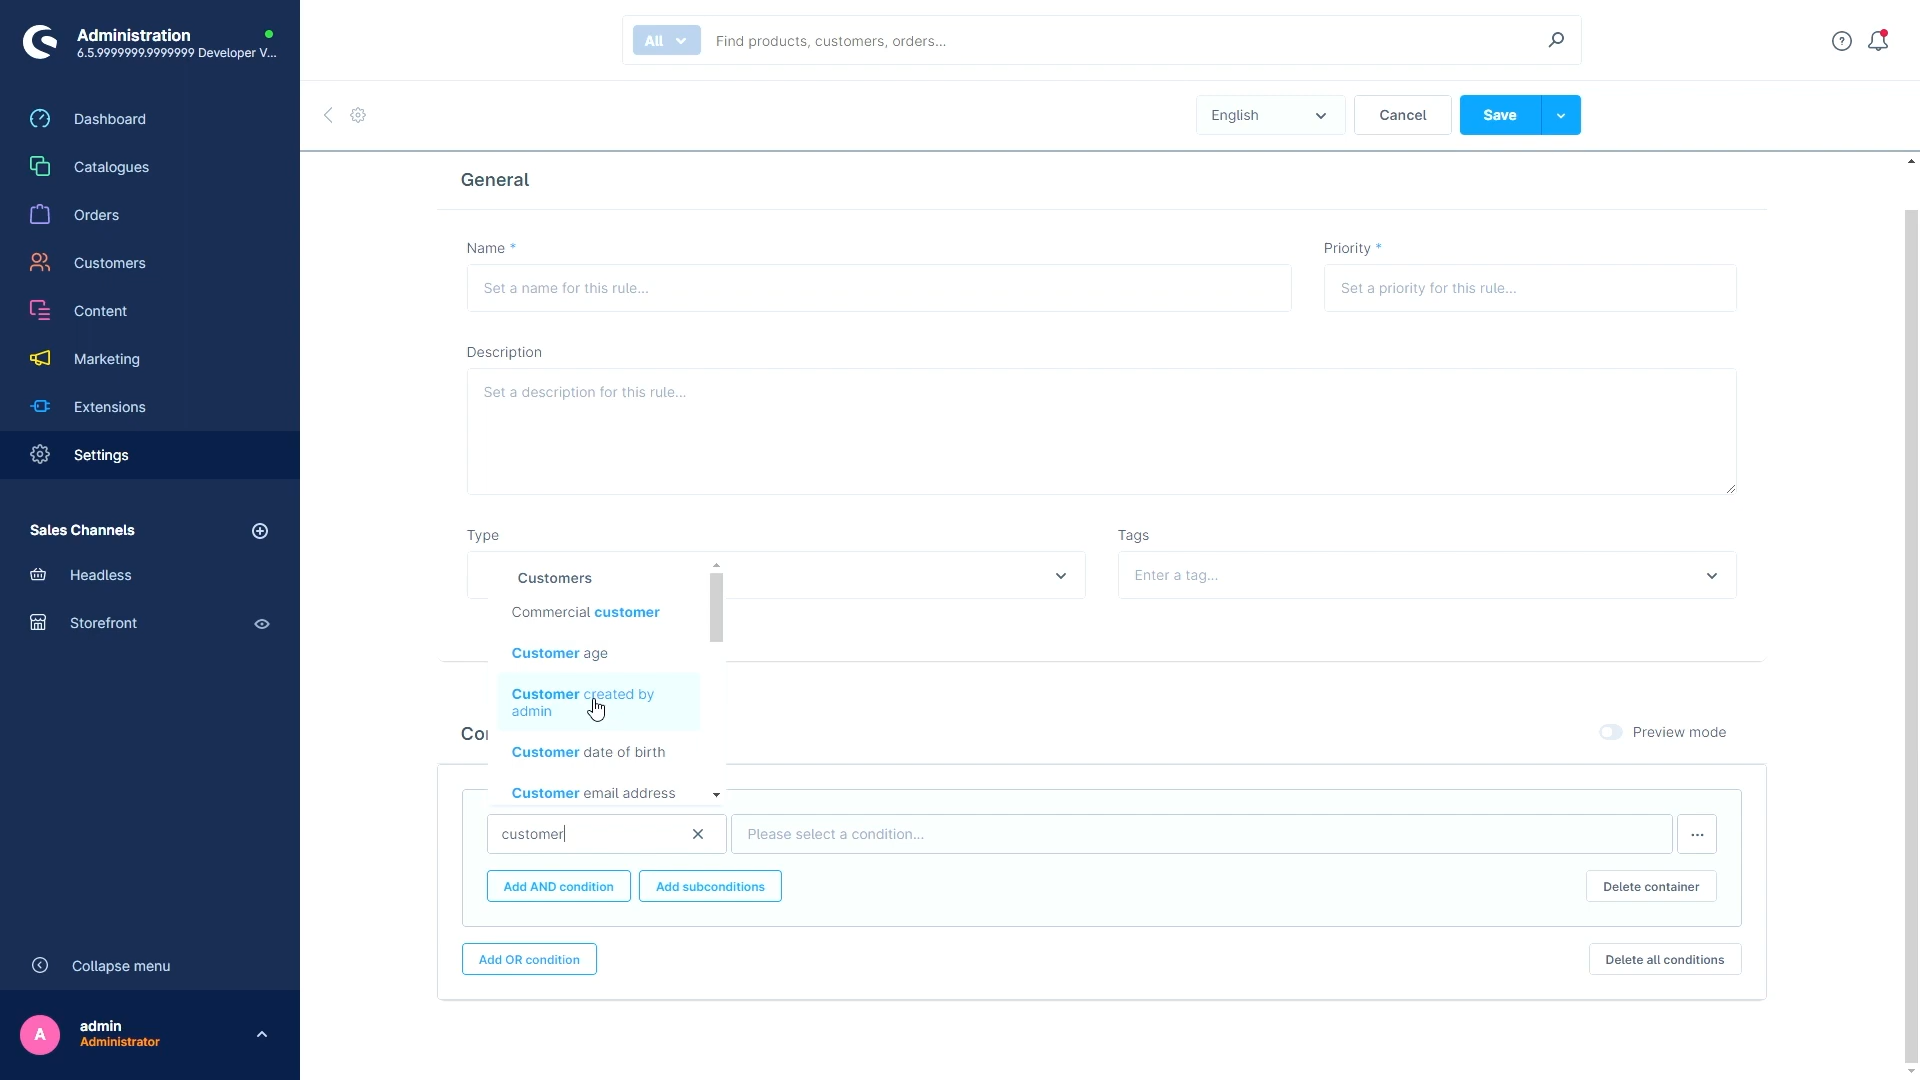 Administration
6.5.9999999.9999999 Developer V...
All
Find products, customers, orders...
English
Cancel
Save
Dashboard
Catalogues
Orders
Customers
Content
Marketing
Extensions
Settings
Sales Channels
Headless
Storefront
Collapse menu
A
admin
Administrator
General
Name *
Priority *
Set a name for this rule...
Set a priority for this rule...
Description
Set a description for this rule...
Type
Tags
Enter a tag...
Customers
Commercial customer
Customer age
Customer created by
admin
Customer date of birth
Customer email address
Co
Preview mode
customer
Please select a condition...
...
Add AND condition
Add subconditions
Delete container
Add OR condition
Delete all conditions